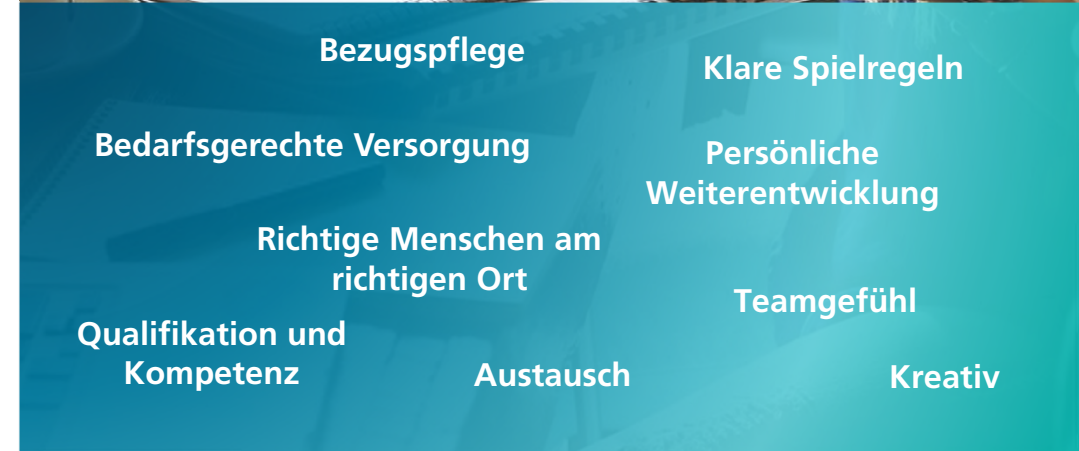 Bezugspflege
Klare Spielregeln
Bedarfsgerechte Versorgung
Persönliche
Weiterentwicklung
Richtige Menschen am
richtigen Ort
Teamgefühl
Qualifikation und
Kompetenz
Austausch
Kreativ